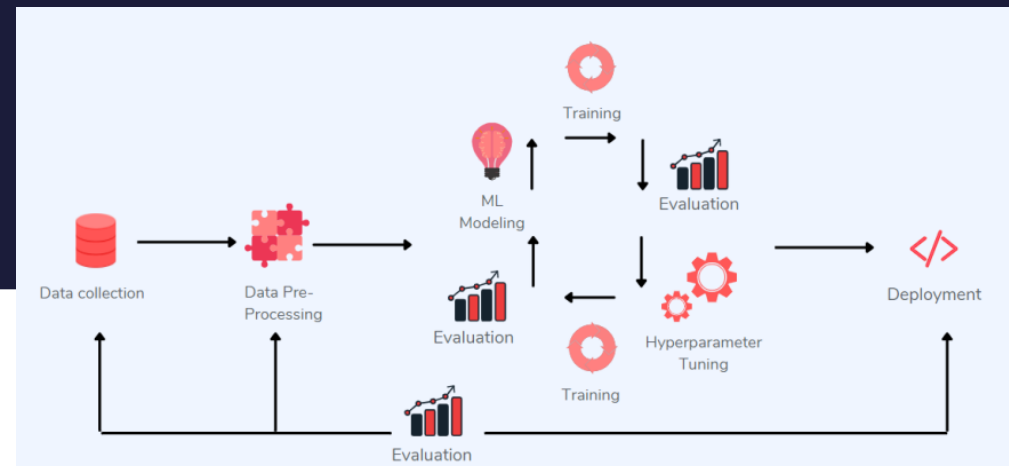 Training
ML
Modeling
Evaluation
Data collection
Data Pre-
Processing
Deployment
Evaluation
Hyperparameter
Tuning
Training
Evaluation